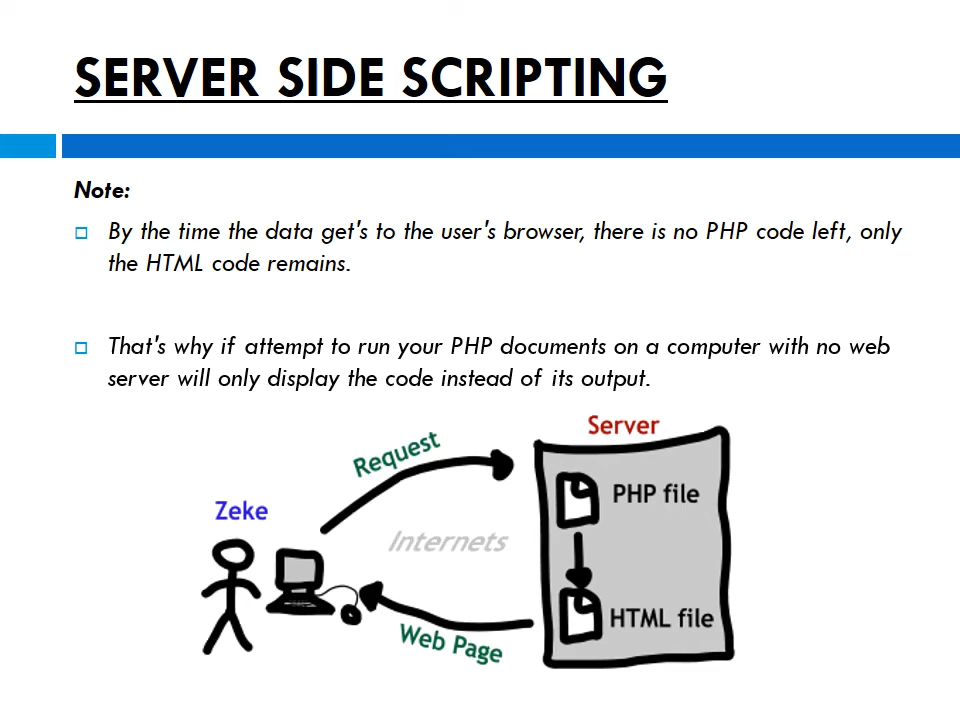 SERVER SIDE SCRIPTING
Note:
By the time the data get's to the user's browser, there is no PHP code left, only
the HTML code remains.
That's why if attempt to run your PHP documents on a computer with no web
server will only display the code instead of its output.
Server
Request
PHP file
Zeke
Internets
HTML file
Web Page